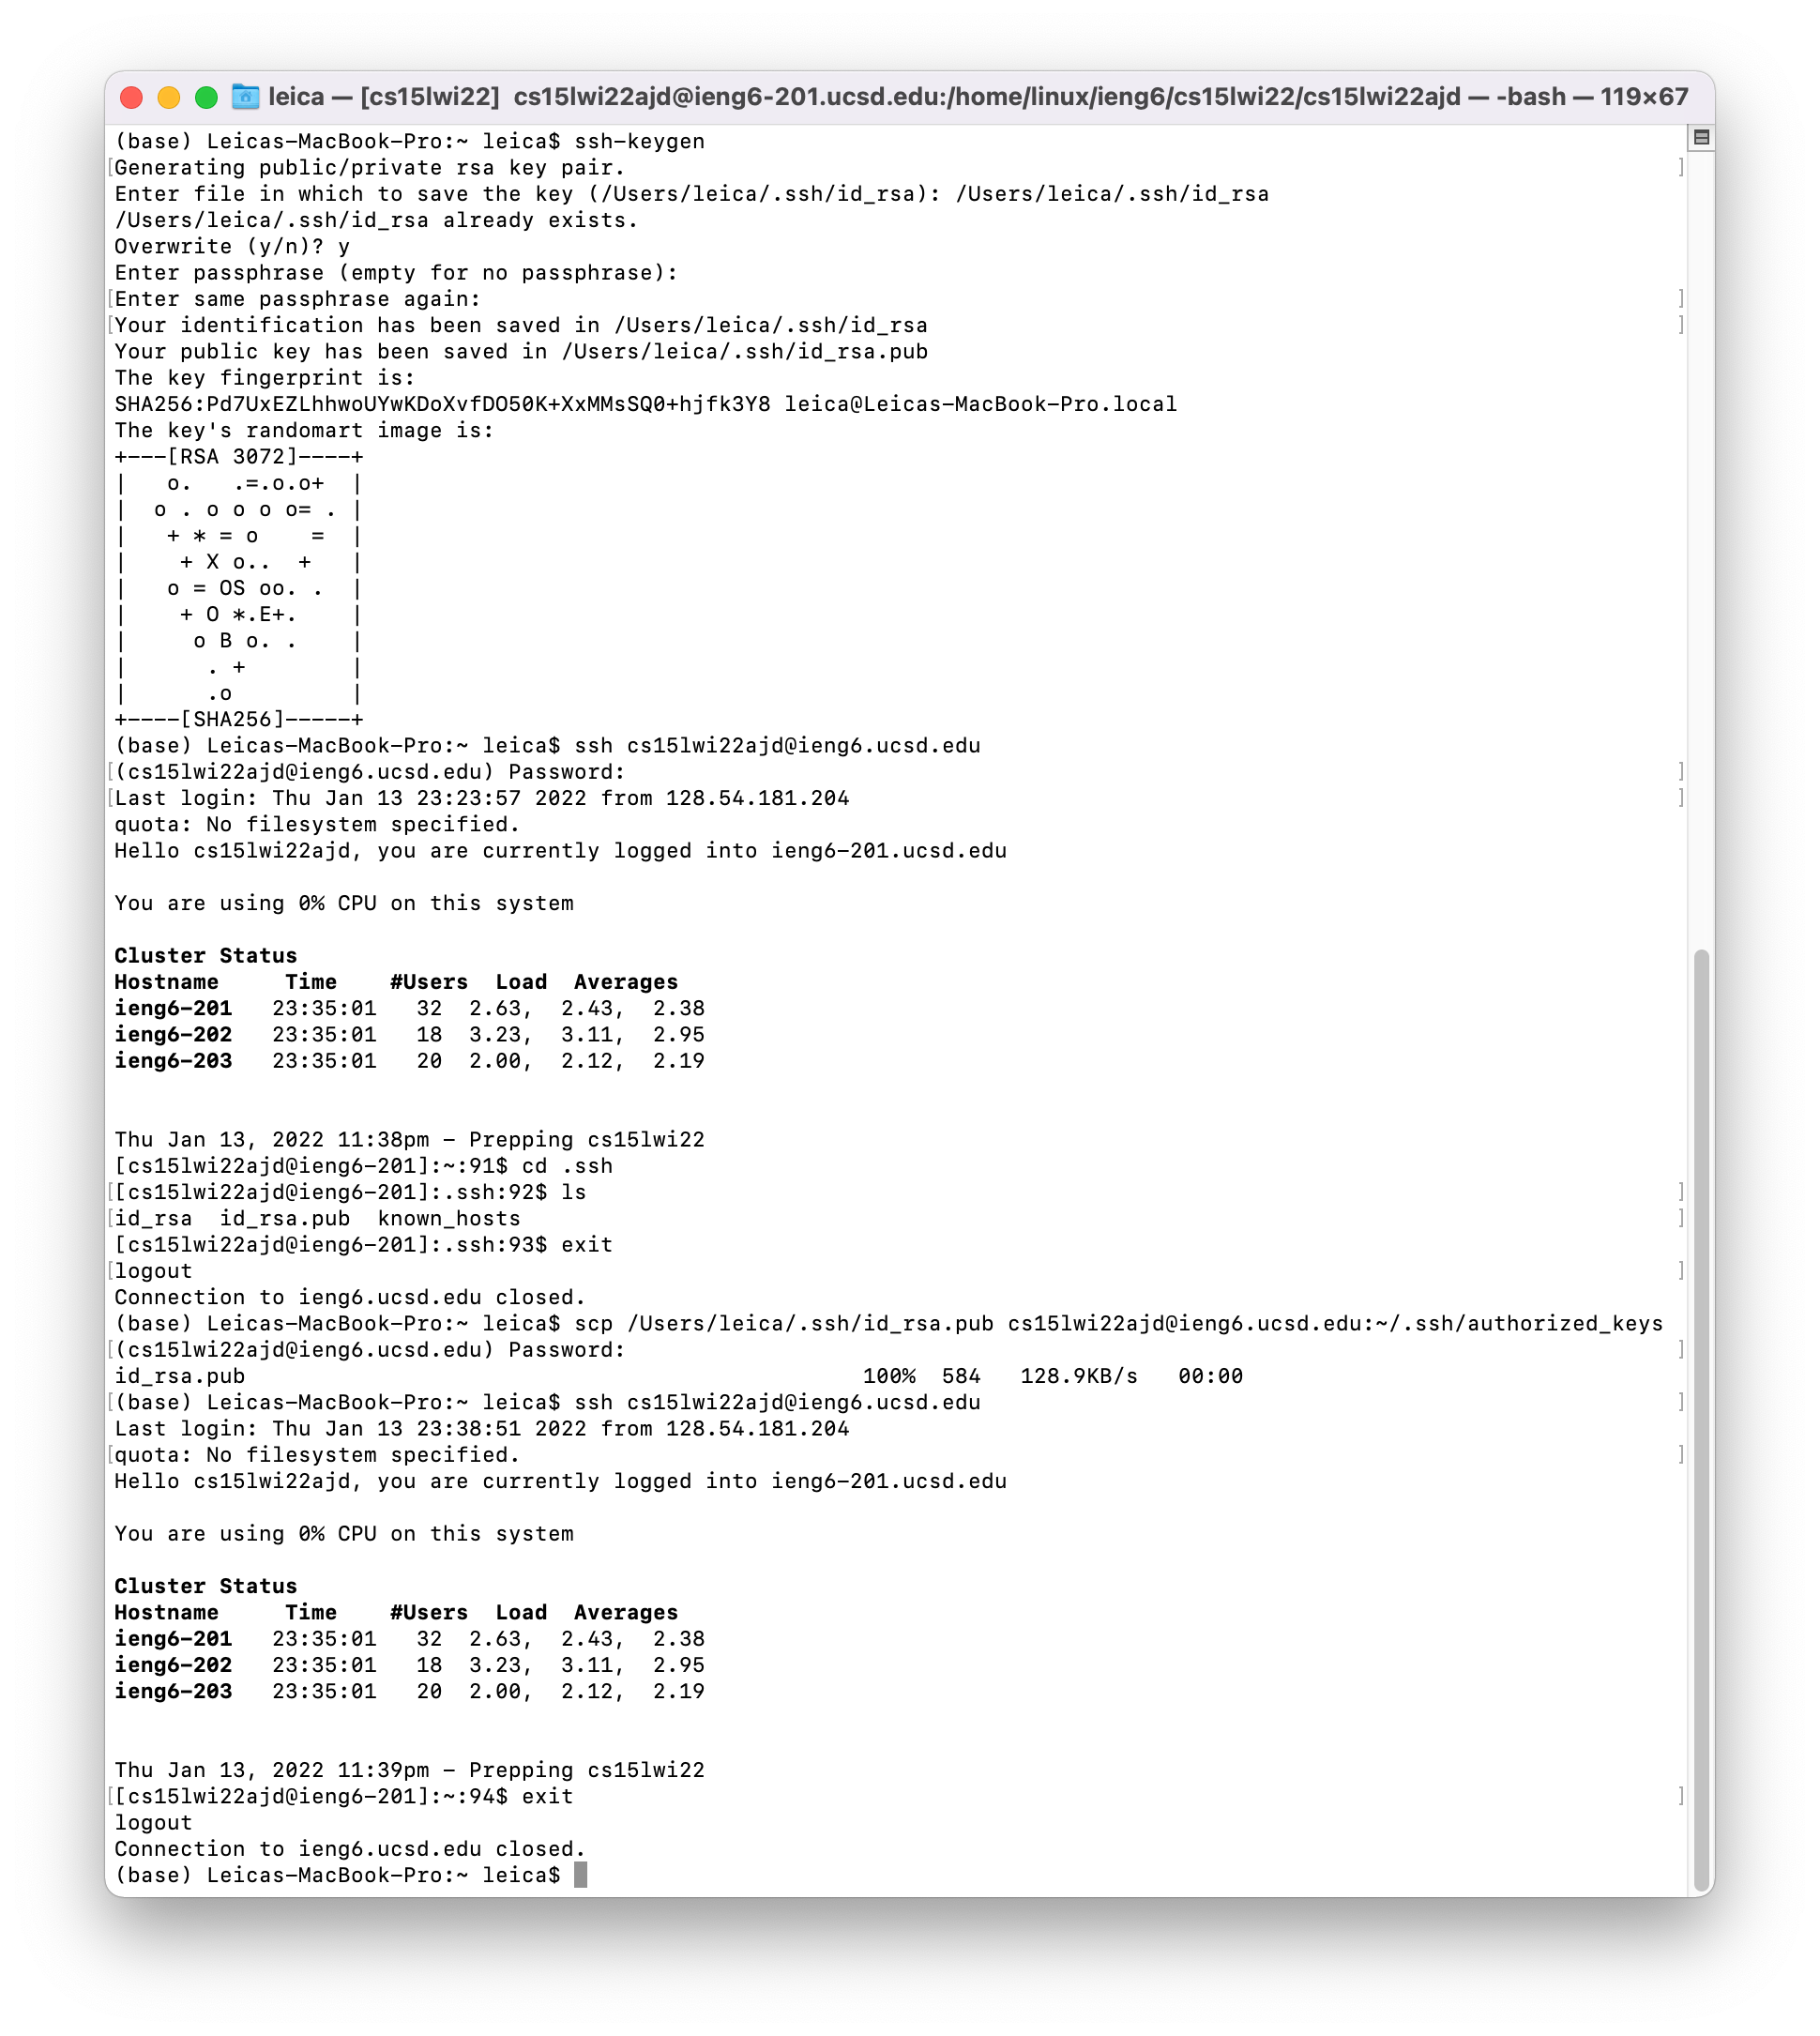 leica — [cs15lwi22] cs15lwi22ajd@ieng6-201.ucsd.edu:/home/linux/ieng6/cs15lwi22/cs15lwi22ajd — -bash — 119×67
(base) Leicas-MacBook-Pro:~ leica$ ssh-keygen
[Generating public/private rsa key pair. ]
Enter file in which to save the key (/Users/leica/.ssh/id_rsa): /Users/leica/.ssh/id_rsa
/Users/leica/.ssh/id_rsa already exists.
Overwrite (y/n)? y
Enter passphrase (empty for no passphrase):
[Enter same passphrase again: ]
[Your identification has been saved in /Users/leica/.ssh/id_rsa ]
Your public key has been saved in /Users/leica/.ssh/id_rsa.pub
The key fingerprint is:
SHA256:Pd7UxEZLhhwoUYwKDoXvfDO50K+XxMMsSQ0+hjfk3Y8 leica@Leicas-MacBook-Pro.local
The key's randomart image is:
+---[RSA 3072]----+
|   o.   .=.o.o+  |
|  o . o o o o= . |
|   + * = o    =  |
|    + X o..  +   |
|   o = OS oo. .  |
|    + O *.E+.    |
|     o B o. .    |
|      . +        |
|      .o         |
+----[SHA256]-----+
(base) Leicas-MacBook-Pro:~ leica$ ssh cs15lwi22ajd@ieng6.ucsd.edu
[(cs15lwi22ajd@ieng6.ucsd.edu) Password: ]
[Last login: Thu Jan 13 23:23:57 2022 from 128.54.181.204 ]
quota: No filesystem specified.
Hello cs15lwi22ajd, you are currently logged into ieng6-201.ucsd.edu
You are using 0% CPU on this system
Cluster Status
Hostname     Time    #Users  Load  Averages
ieng6-201   23:35:01   32  2.63,  2.43,  2.38
ieng6-202   23:35:01   18  3.23,  3.11,  2.95
ieng6-203   23:35:01   20  2.00,  2.12,  2.19
Thu Jan 13, 2022 11:38pm - Prepping cs15lwi22
[cs15lwi22ajd@ieng6-201]:~:91$ cd .ssh
[[cs15lwi22ajd@ieng6-201]:.ssh:92$ ls ]
[id_rsa  id_rsa.pub  known_hosts ]
[cs15lwi22ajd@ieng6-201]:.ssh:93$ exit
[logout ]
Connection to ieng6.ucsd.edu closed.
(base) Leicas-MacBook-Pro:~ leica$ scp /Users/leica/.ssh/id_rsa.pub cs15lwi22ajd@ieng6.ucsd.edu:~/.ssh/authorized_keys
[(cs15lwi22ajd@ieng6.ucsd.edu) Password: ]
id_rsa.pub                                               100%  584   128.9KB/s   00:00
[(base) Leicas-MacBook-Pro:~ leica$ ssh cs15lwi22ajd@ieng6.ucsd.edu ]
Last login: Thu Jan 13 23:38:51 2022 from 128.54.181.204
[quota: No filesystem specified. ]
Hello cs15lwi22ajd, you are currently logged into ieng6-201.ucsd.edu
You are using 0% CPU on this system
Cluster Status
Hostname     Time    #Users  Load  Averages
ieng6-201   23:35:01   32  2.63,  2.43,  2.38
ieng6-202   23:35:01   18  3.23,  3.11,  2.95
ieng6-203   23:35:01   20  2.00,  2.12,  2.19
Thu Jan 13, 2022 11:39pm - Prepping cs15lwi22
[[cs15lwi22ajd@ieng6-201]:~:94$ exit ]
logout
Connection to ieng6.ucsd.edu closed.
(base) Leicas-MacBook-Pro:~ leica$